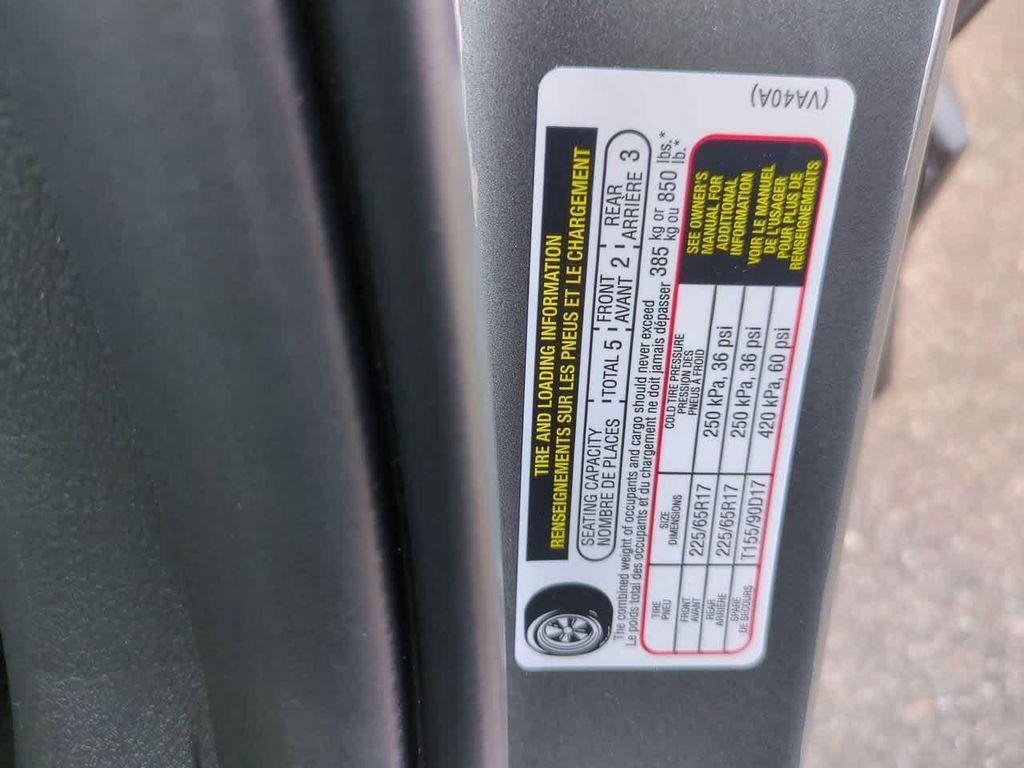 (VA40A)
TIRE AND LOADING INFORMATION
RENSEIGNEMENTS SUR LES PNEUS ET LE CHARGEMENT
SEATING CAPACITY
NOMBRE DE PLACES
TOTAL 5
FRONT
AVANT 2
REAR
ARRIÈRE 3
The combined weight of occupants and cargo should never exceed 385 kg or 850 lbs.*
Le poids total des occupants et du chargement ne doit jamais dépasser kg ou lb.*
TIRE
PNEU
SIZE
DIMENSIONS
COLD TIRE PRESSURE
PRESSION DES
PNEUS À FROID
FRONT
AVANT
225/65R17
250 kPa, 36 psi
REAR
ARRIÈRE
225/65R17
250 kPa, 36 psi
SPARE
DE SECOURS
T155/90D17
420 kPa, 60 psi
SEE OWNER'S
MANUAL FOR
ADDITIONAL
INFORMATION
VOIR LE MANUEL
DE L'USAGER
POUR PLUS DE
RENSEIGNEMENTS